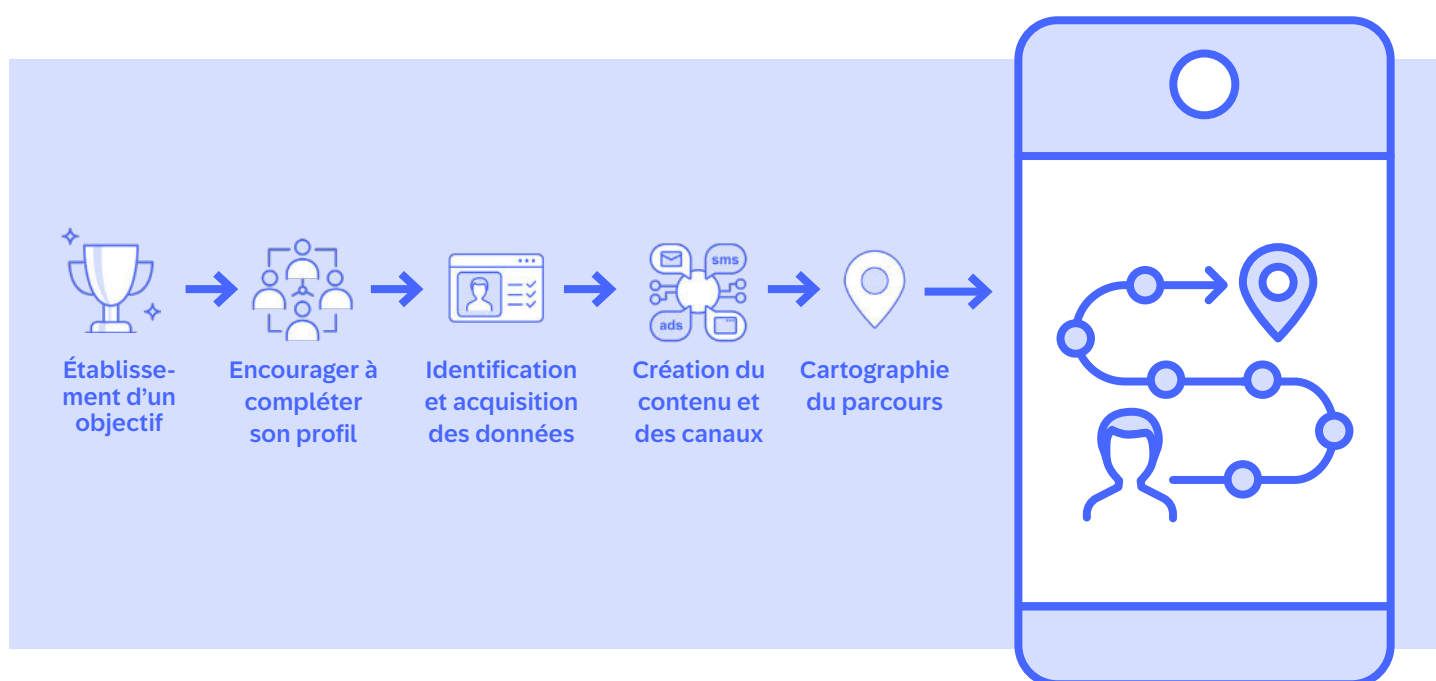 sms
ads
Établisse-
ment d’un
objectif
Encourager à
compléter
son profil
Identification
et acquisition
des données
Création du
contenu et
des canaux
Cartographie
du parcours